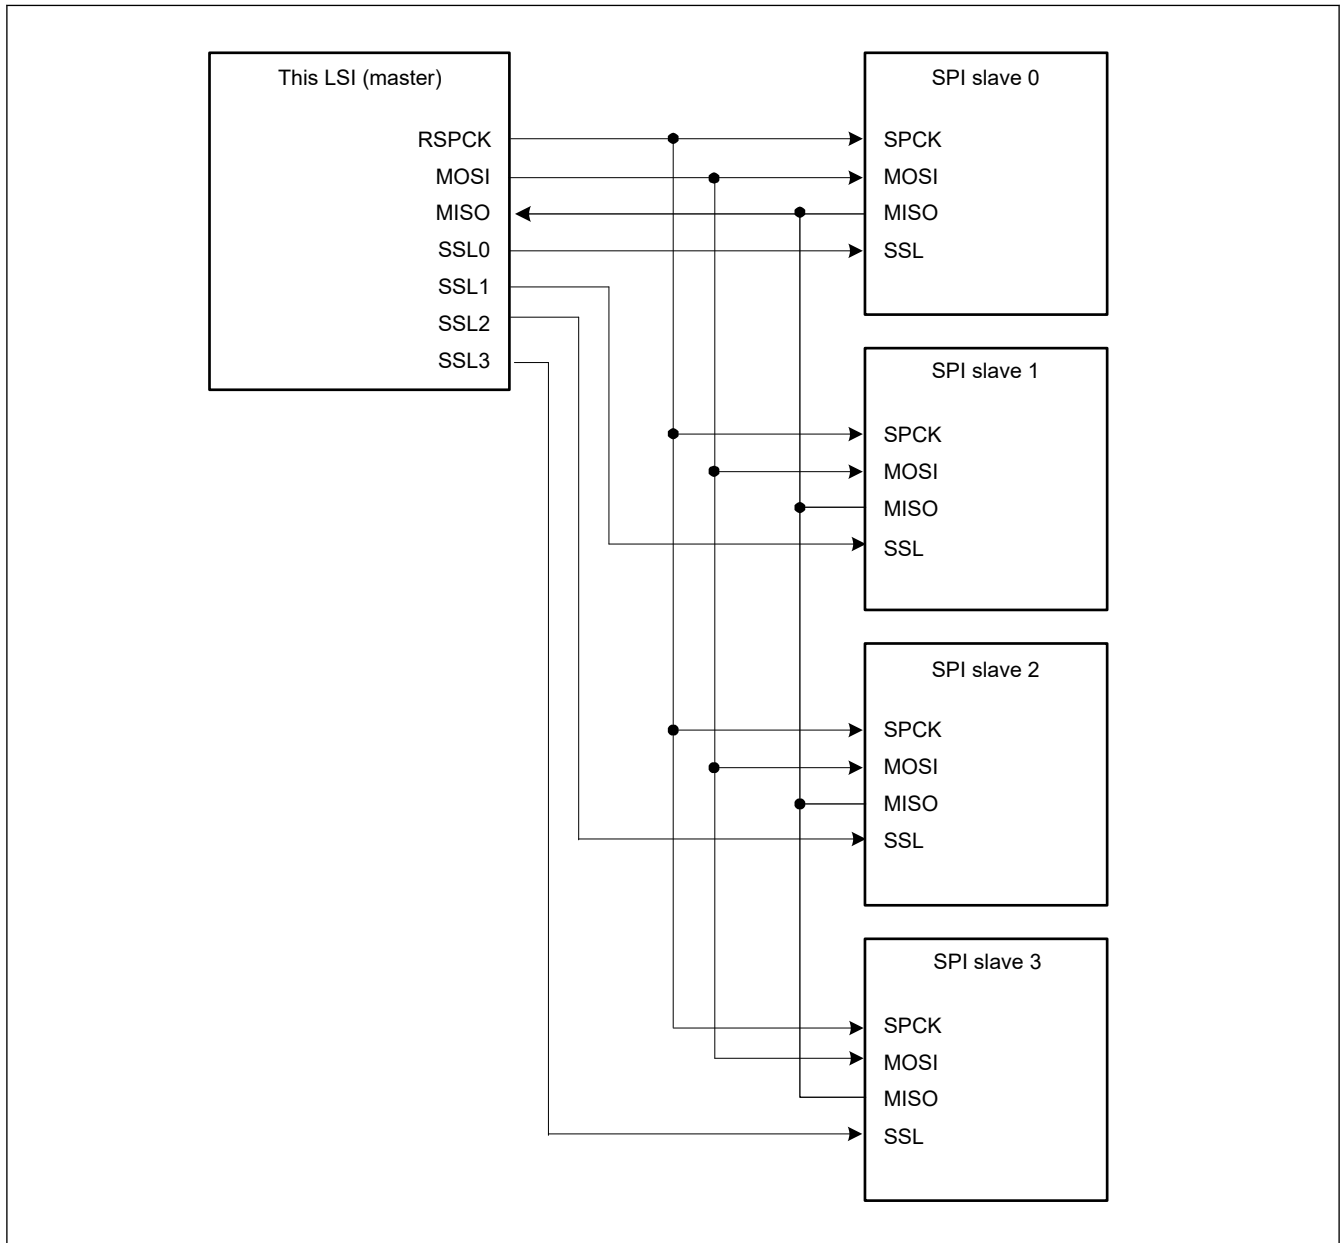 This LSI (master)
RSPCK
MOSI
MISO
SSL0
SSL1
SSL2
SSL3
SPI slave 0
SPCK
MOSI
MISO
SSL
SPI slave 1
SPCK
MOSI
MISO
SSL
SPI slave 2
SPCK
MOSI
MISO
SSL
SPI slave 3
SPCK
MOSI
MISO
SSL